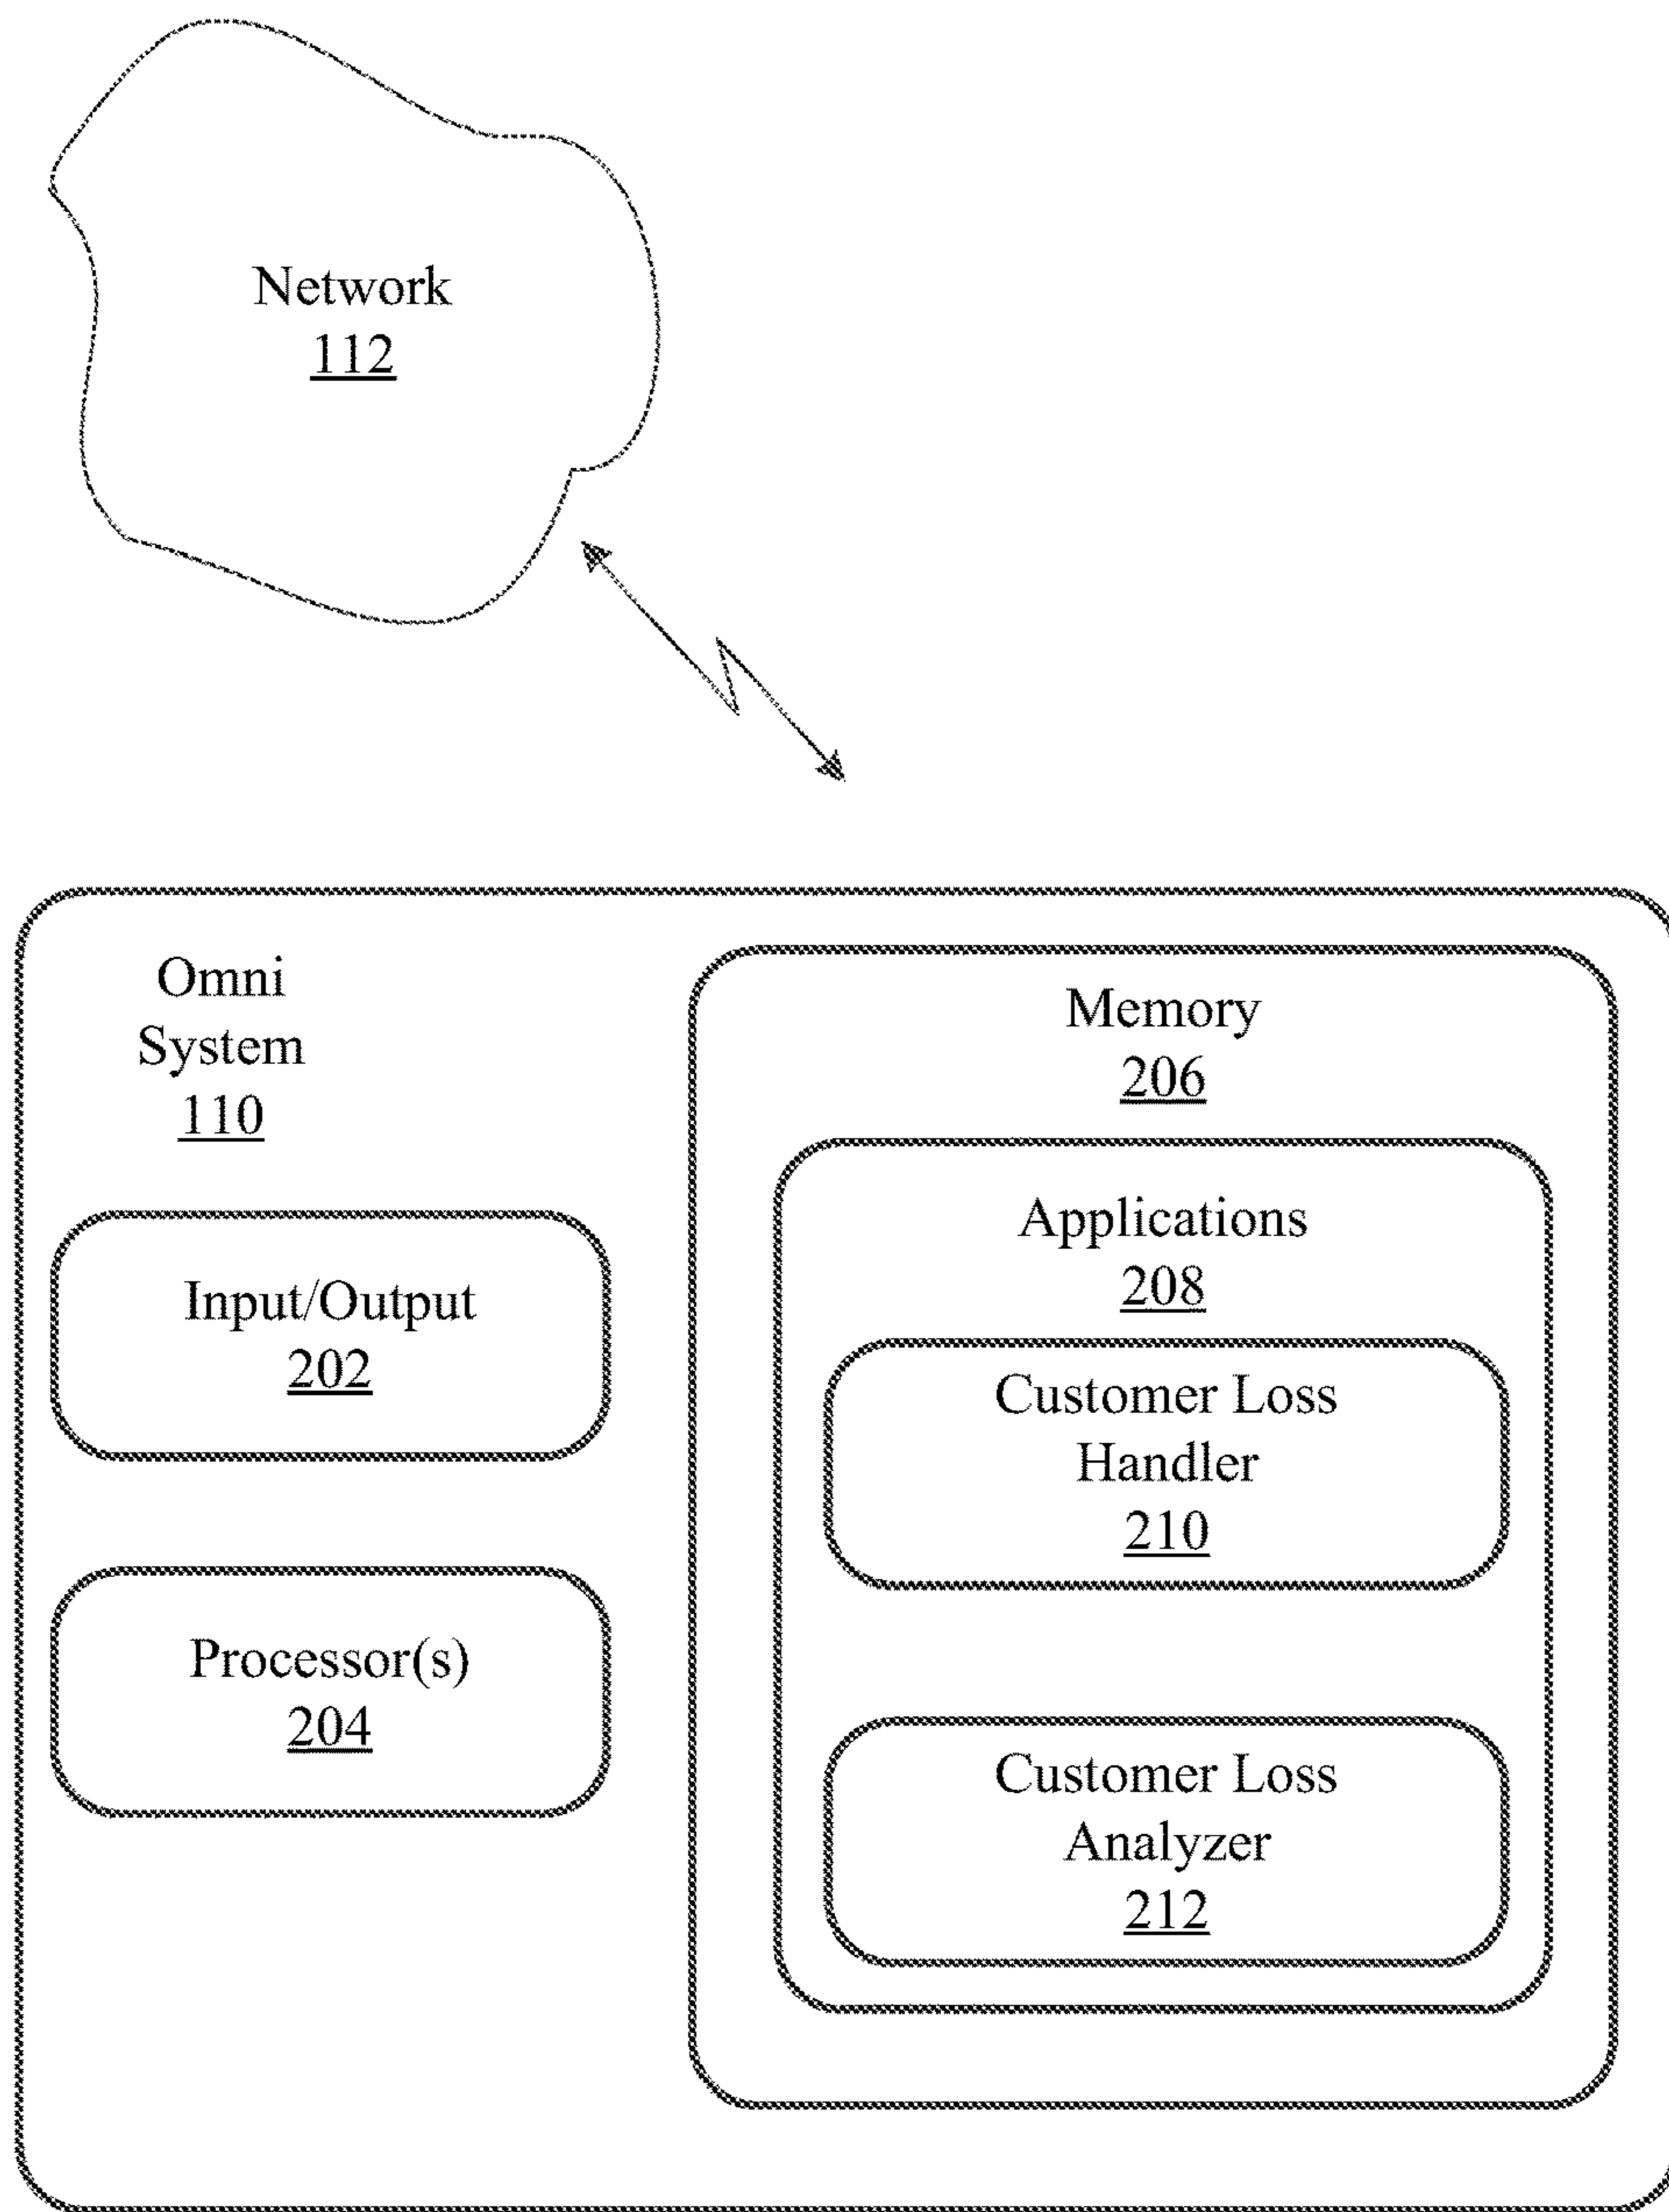 Network
112
Omni
System
110
Input/Output
202
Processor(s)
204
Memory
206
Applications
208
Customer Loss
Handler
210
Customer Loss
Analyzer
212